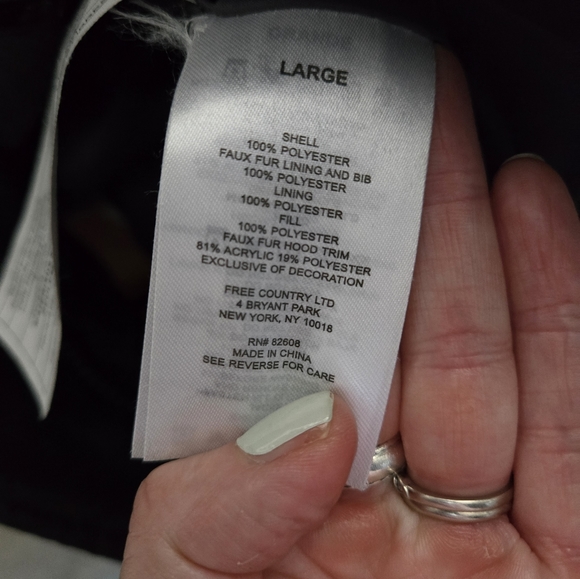 LARGE
SHELL
100% POLYESTER
FAUX FUR LINING AND BIB
100% POLYESTER
LINING
100% POLYESTER
FILL
100% POLYESTER
FAUX FUR HOOD TRIM
81% ACRYLIC 19% POLYESTER
EXCLUSIVE OF DECORATION
FREE COUNTRY LTD
4 BRYANT PARK
NEW YORK, NY 10018
RN# 82608
MADE IN CHINA
SEE REVERSE FOR CARE